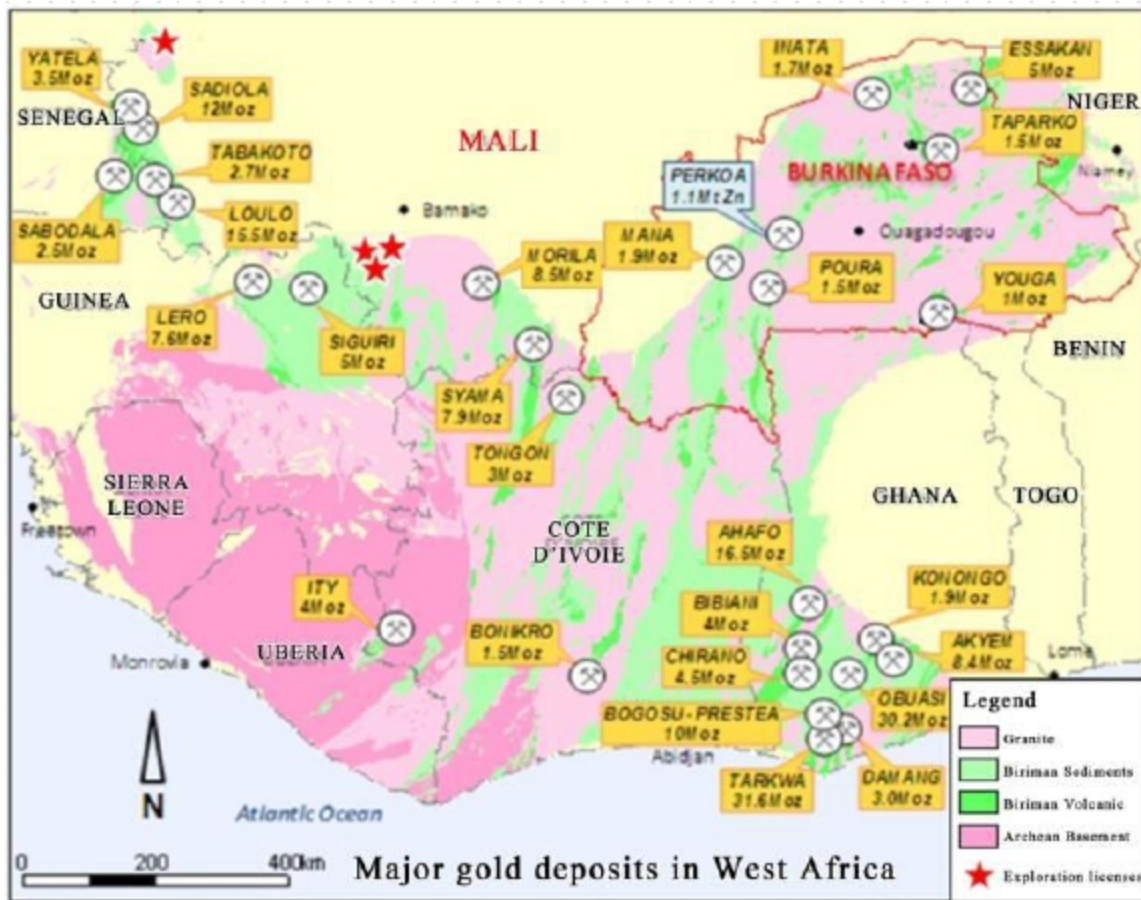 YATELA
3.5Moz
SADIOLA
12Moz
SENEGAL
TABAKOTO
2.7Moz
SABODALA
2.5Moz
LOULO
16.5Moz
GUINEA
LERO
7.6Moz
SIGUIRI
5Moz
MALI
Bamako
MORILA
8.5Moz
SYAMA
7.9Moz
TONGON
3Moz
INATA
1.7Moz
ESSAKAN
5Moz
NIGER
TAPARKO
1.5Moz
Niamey
BURKINA FASO
PERKOA
1.1Mt Zn
MANA
1.9Moz
Ouagadougou
POURA
1.5Moz
YOUGA
1Moz
BENIN
SIERRA
LEONE
Freetown
ITY
4Moz
UBERIA
Monrovia
COTE
D'IVOIE
BONIKRO
1.5Moz
Abidjan
GHANA
TOGO
AHAFO
16.5Moz
KONONGO
1.9Moz
BIBIANI
4Moz
AKYEM
8.4Moz
CHIRANO
4.5Moz
OBUASI
30.2Moz
BOGOSU-PRESTEA
10Moz
TARKWA
31.6Moz
DAMANG
3.0Moz
Lome
Legend
Granite
Biriman Sediments
Biriman Volcanic
Archean Basement
Exploration licenses
N
Atlantic Ocean
0 200 400km
Major gold deposits in West Africa